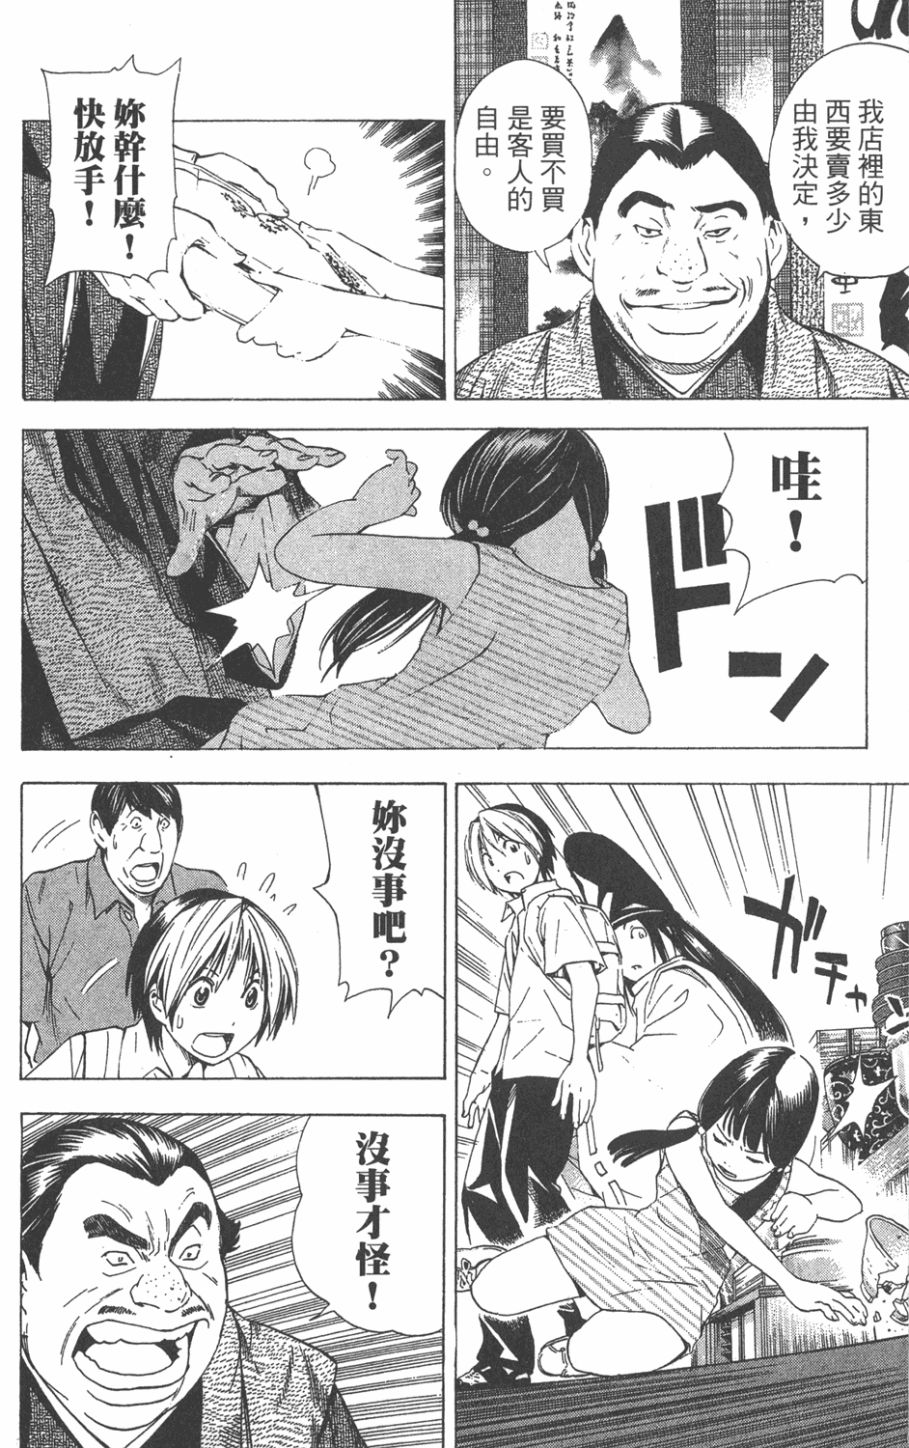 我店裡的東
西要賣多少
由我決定，
要買不買
是客人的
自由。
妳幹什麼！
快放手！
哇！
ドン
ガチャ
妳沒事吧？
沒事才怪！